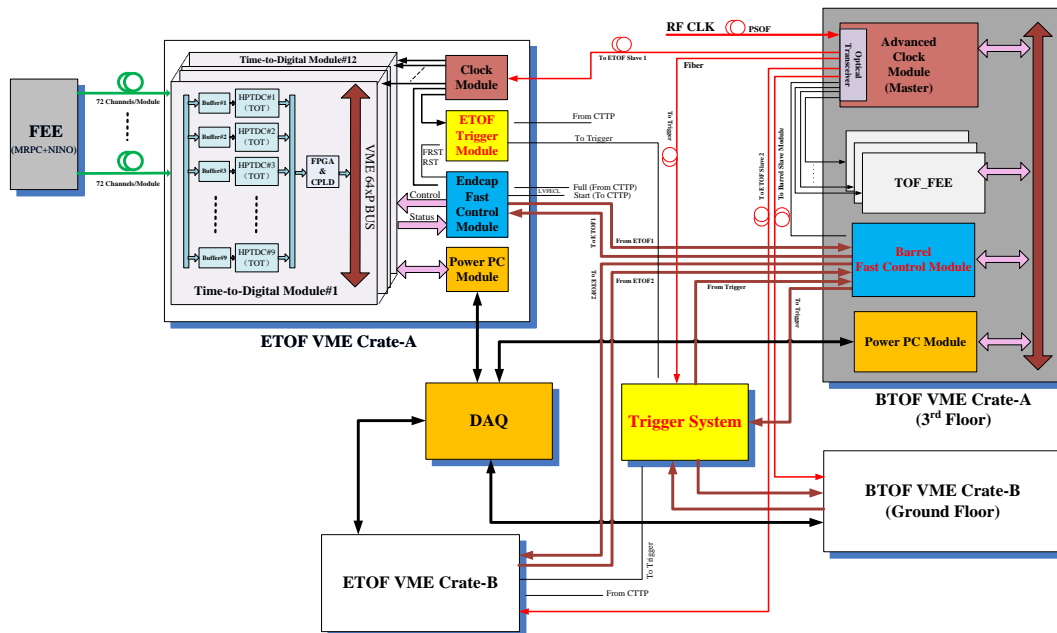 RF CLK
PSOF
To ETOF Slave 1
Fiber
Optical
Transceiver
Advanced
Clock
Module
(Master)
Time-to-Digital Module#12
Clock
Module
FEE
(MRPC+NINO)
72 Channels/Module
72 Channels/Module
Buffer#1
HPTDC#1
(TOT)
Buffer#2
HPTDC#2
(TOT)
Buffer#3
HPTDC#3
(TOT)
Buffer#9
HPTDC#9
(TOT)
FPGA
&
CPLD
VME 64xP BUS
Time-to-Digital Module#1
ETOF
Trigger
Module
From CTTP
To Trigger
FRST
RST
Control
Status
Endcap
Fast
Control
Module
Full (From CTTP)
LVPECL
Start (To CTTP)
Power PC
Module
ETOF VME Crate-A
To Trigger
To ETOF Slave 2
To Barrel Slave Module
TOF_FEE
From ETOF1
To ETOF1
To ETOF2
From ETOF2
From Trigger
To Trigger
Barrel
Fast Control Module
Power PC Module
BTOF VME Crate-A
(3rd Floor)
DAQ
Trigger System
BTOF VME Crate-B
(Ground Floor)
ETOF VME Crate-B
To Trigger
From CTTP